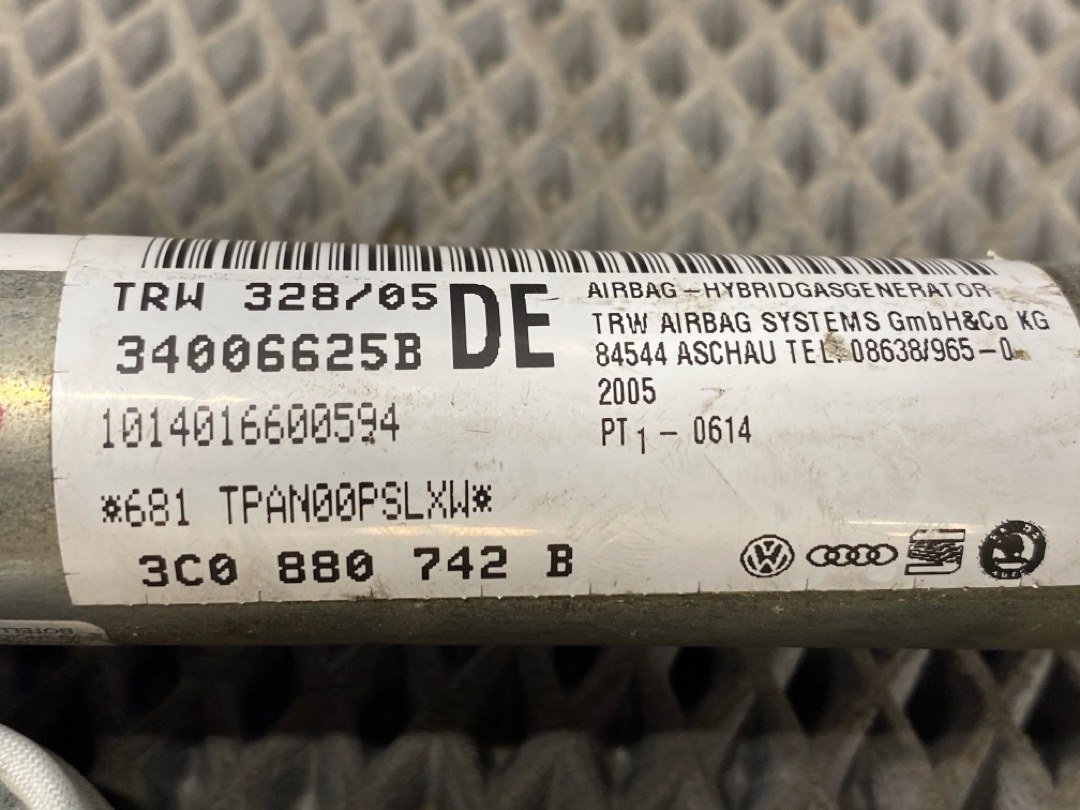 TRW 328/05 DE
34006625B
1014016600594
*681 TPAN00PSLXW*
3C0 880 742 B
AIRBAG-HYBRIDGASGENERATOR
TRW AIRBAG SYSTEMS GmbH&Co KG
84544 ASCHAU TEL. 08638/965-0
2005
PT1 - 0614